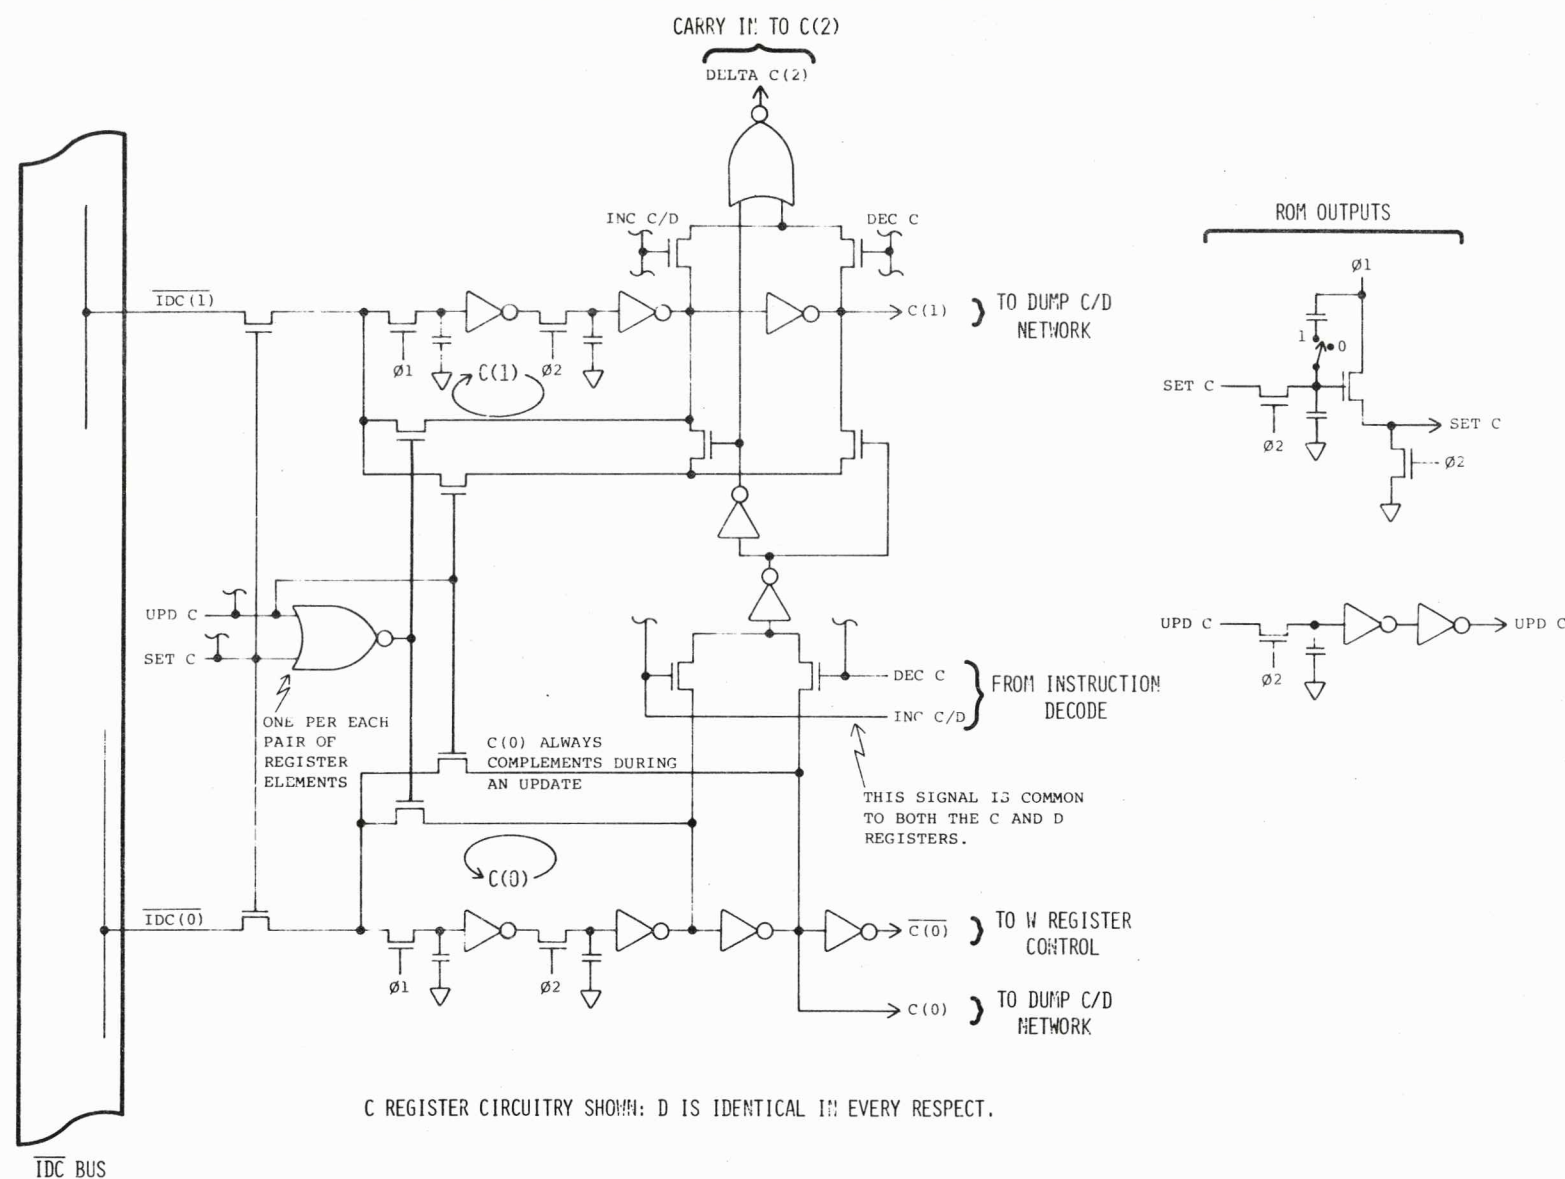 CARRY IN TO C(2)
DELTA C(2)
INC C/D
DEC C
ROM OUTPUTS
Ø1
IDC(1)
C(1)
TO DUMP C/D
NETWORK
1
0
SET C
SET C
Ø2
Ø2
Ø1
C(1)
Ø2
UPD C
SET C
ONE PER EACH
PAIR OF
REGISTER
ELEMENTS
UPD C
UPD C
Ø2
DEC C
INC C/D
FROM INSTRUCTION
DECODE
C(0) ALWAYS
COMPLEMENTS DURING
AN UPDATE
THIS SIGNAL IS COMMON
TO BOTH THE C AND D
REGISTERS.
C(0)
IDC(0)
Ø1
Ø2
C(0)
TO W REGISTER
CONTROL
C(0)
TO DUMP C/D
NETWORK
C REGISTER CIRCUITRY SHOWN: D IS IDENTICAL IN EVERY RESPECT.
IDC BUS